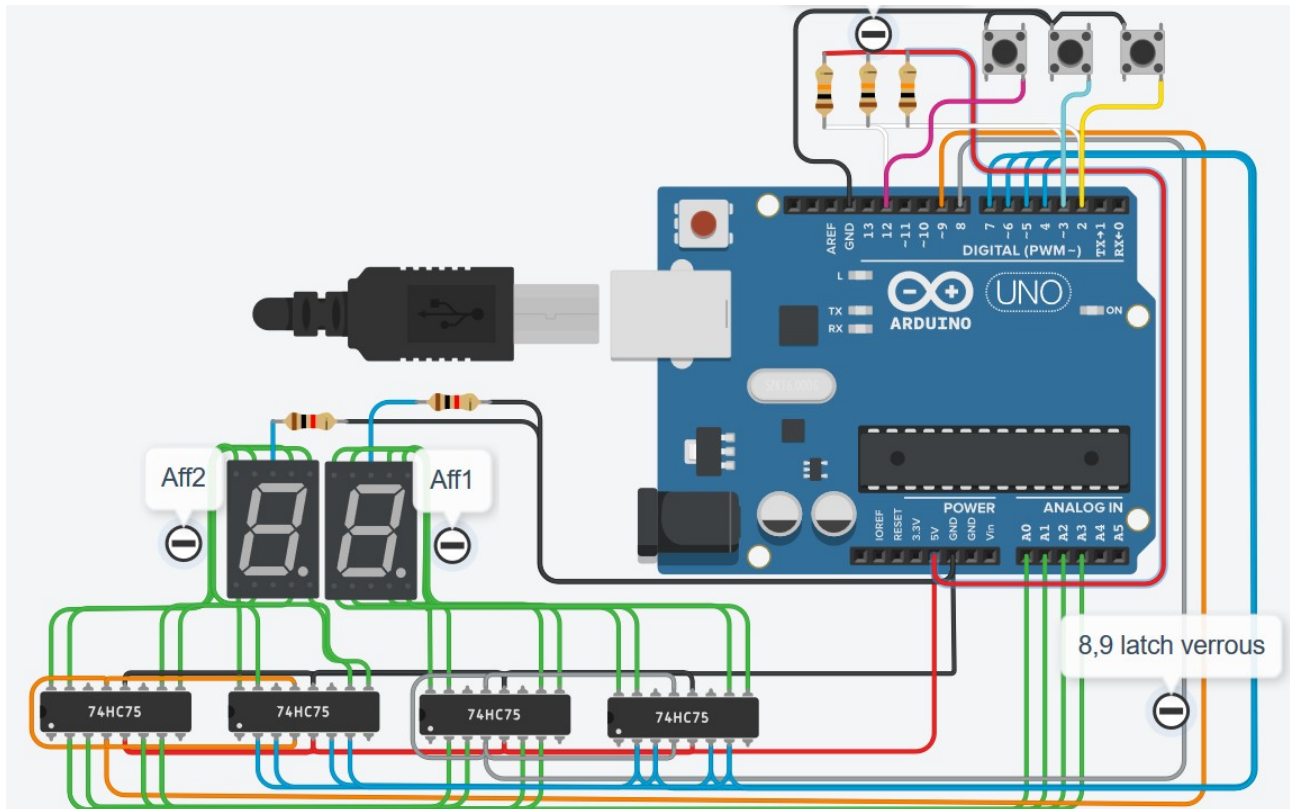 AREF
GND
13
12
~11
~10
~9
8
7
~6
~5
4
~3
2
TX→1
RX←0
DIGITAL (PWM~)
L
TX
RX
ARDUINO
UNO
ON
Aff2
Aff1
POWER
ANALOG IN
IOREF
RESET
3.3V
5V
GND
GND
Vin
A0
A1
A2
A3
A4
A5
8,9 latch verrous
74HC75
74HC75
74HC75
74HC75